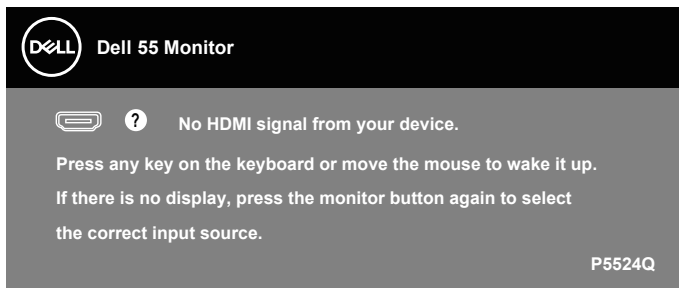 DELL Dell 55 Monitor
? No HDMI signal from your device.
Press any key on the keyboard or move the mouse to wake it up.
If there is no display, press the monitor button again to select
the correct input source.
P5524Q